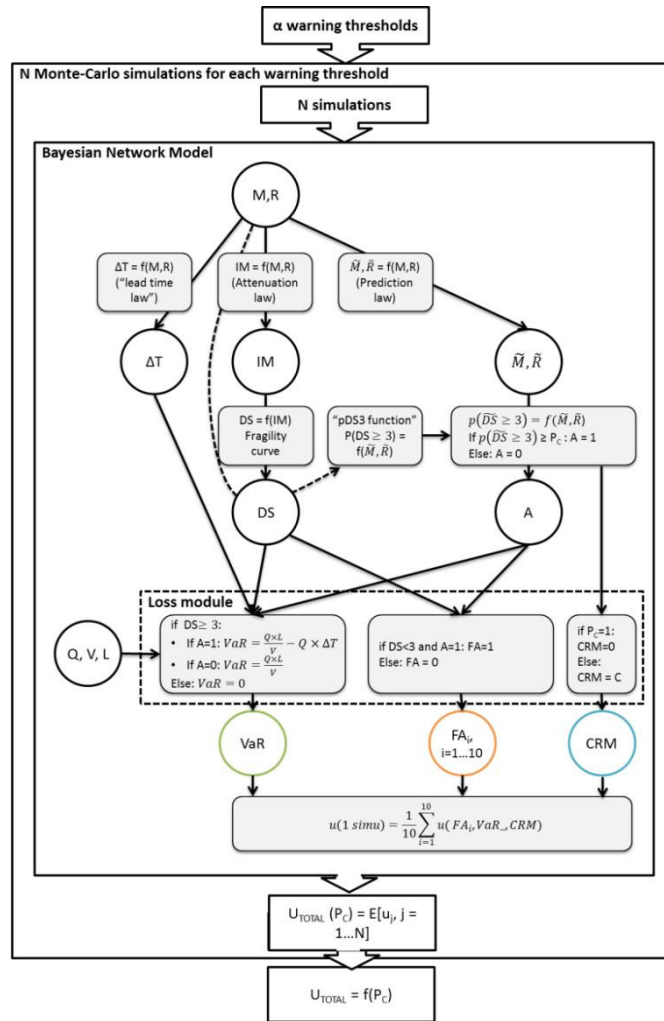 α warning thresholds
N Monte-Carlo simulations for each warning threshold
N simulations
Bayesian Network Model
M,R
ΔT = f(M,R)
("lead time
law")
IM = f(M,R)
(Attenuation
law)
M̃, R̃ = f(M,R)
(Prediction
law)
ΔT
IM
M̃, R̃
DS = f(IM)
Fragility
curve
"pDS3 function"
P(DS ≥ 3) =
f(M̃,R̃)
p(D̃S̃ ≥ 3) = f(M̃,R̃)
If p(D̃S̃ ≥ 3) ≥ P_C : A = 1
Else: A = 0
DS
A
Loss module
Q, V, L
if DS≥ 3:
• If A=1: VaR = Q×L/V − Q × ΔT
• If A=0: VaR = Q×L/V
Else: VaR = 0
if DS<3 and A=1: FA=1
Else: FA = 0
if P_C=1:
CRM=0
Else:
CRM = C
VaR
FA_i,
i=1...10
CRM
u(1 simu) = 1/10 ∑_{i=1}^{10} u(FA_i, VaR_, CRM)
U_TOTAL (P_C) = E[u_j, j =
1...N]
U_TOTAL = f(P_C)